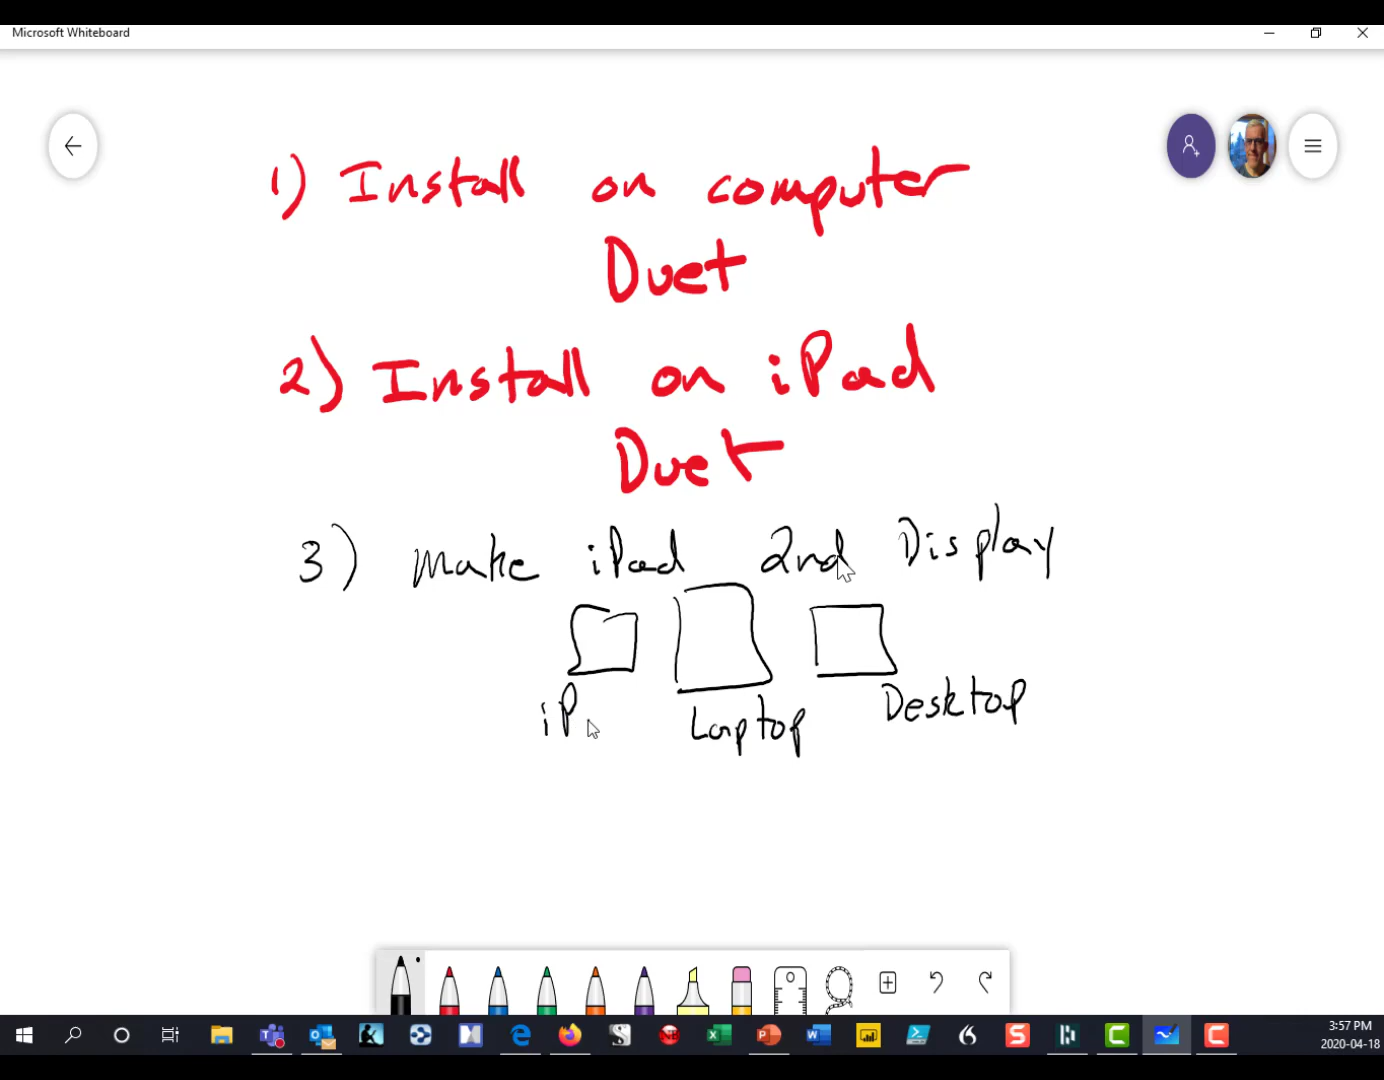 Microsoft Whiteboard
1) Install on computer
Duet
2) Install on iPad
Duet
3) Make iPad 2nd Display
iP Laptop Desktop
3:57 PM
2020-04-18